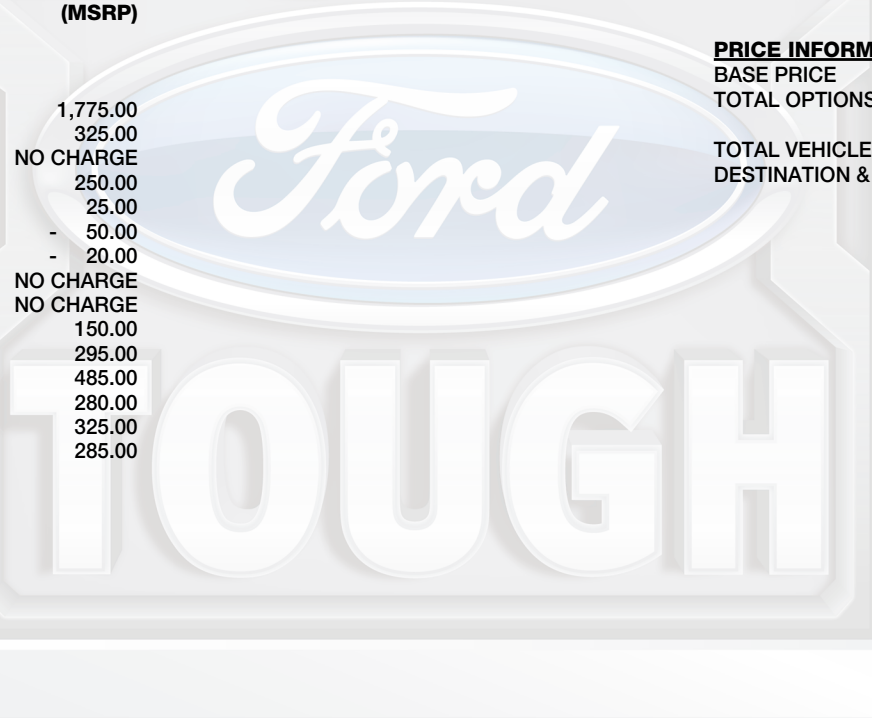 (MSRP)
1,775.00
325.00
NO CHARGE
250.00
25.00
- 50.00
- 20.00
NO CHARGE
NO CHARGE
150.00
295.00
485.00
280.00
325.00
285.00
PRICE INFORM
BASE PRICE
TOTAL OPTIONS
TOTAL VEHICLE
DESTINATION &
Ford
TOUGH